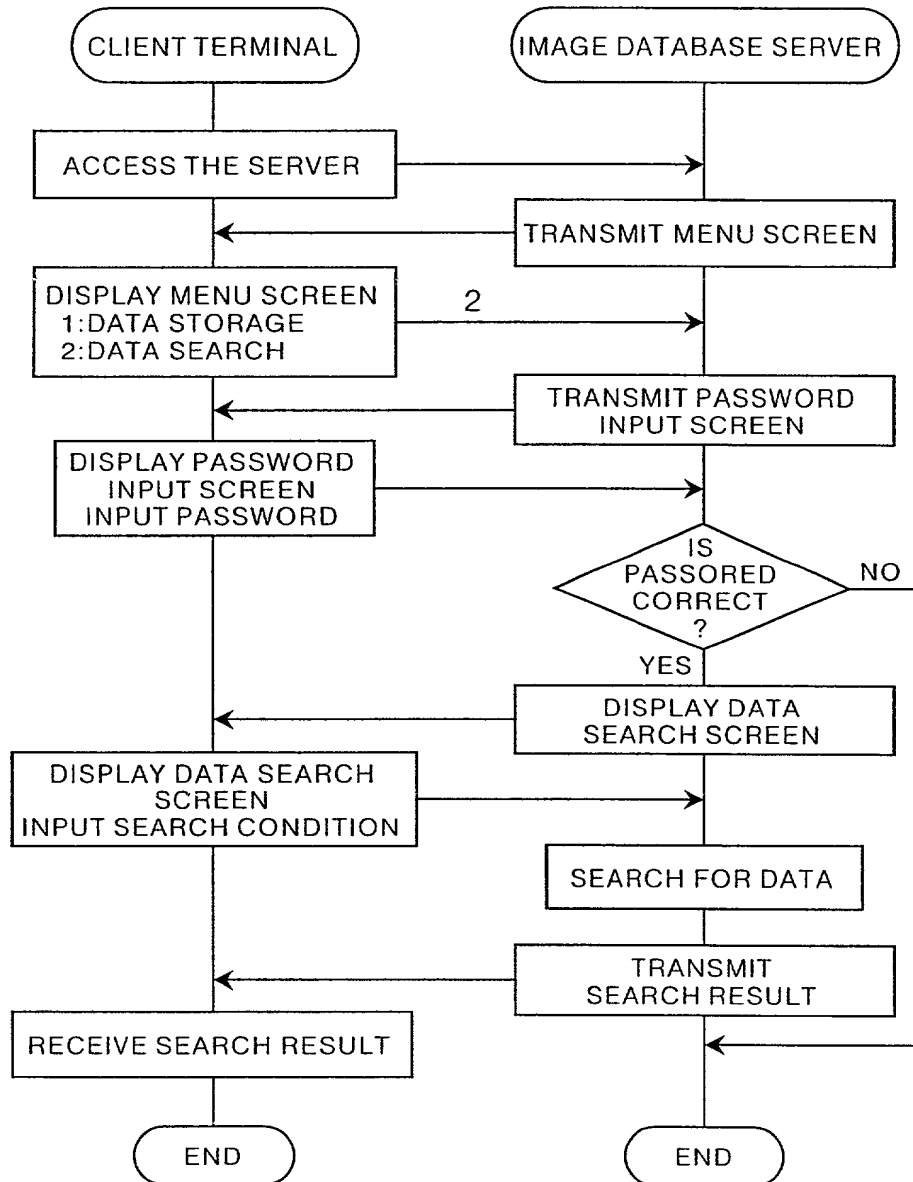 CLIENT TERMINAL
IMAGE DATABASE SERVER
ACCESS THE SERVER
TRANSMIT MENU SCREEN
DISPLAY MENU SCREEN
1:DATA STORAGE
2:DATA SEARCH
2
TRANSMIT PASSWORD
INPUT SCREEN
DISPLAY PASSWORD
INPUT SCREEN
INPUT PASSWORD
IS
PASSORED
CORRECT
?
NO
YES
DISPLAY DATA
SEARCH SCREEN
DISPLAY DATA SEARCH
SCREEN
INPUT SEARCH CONDITION
SEARCH FOR DATA
TRANSMIT
SEARCH RESULT
RECEIVE SEARCH RESULT
END
END